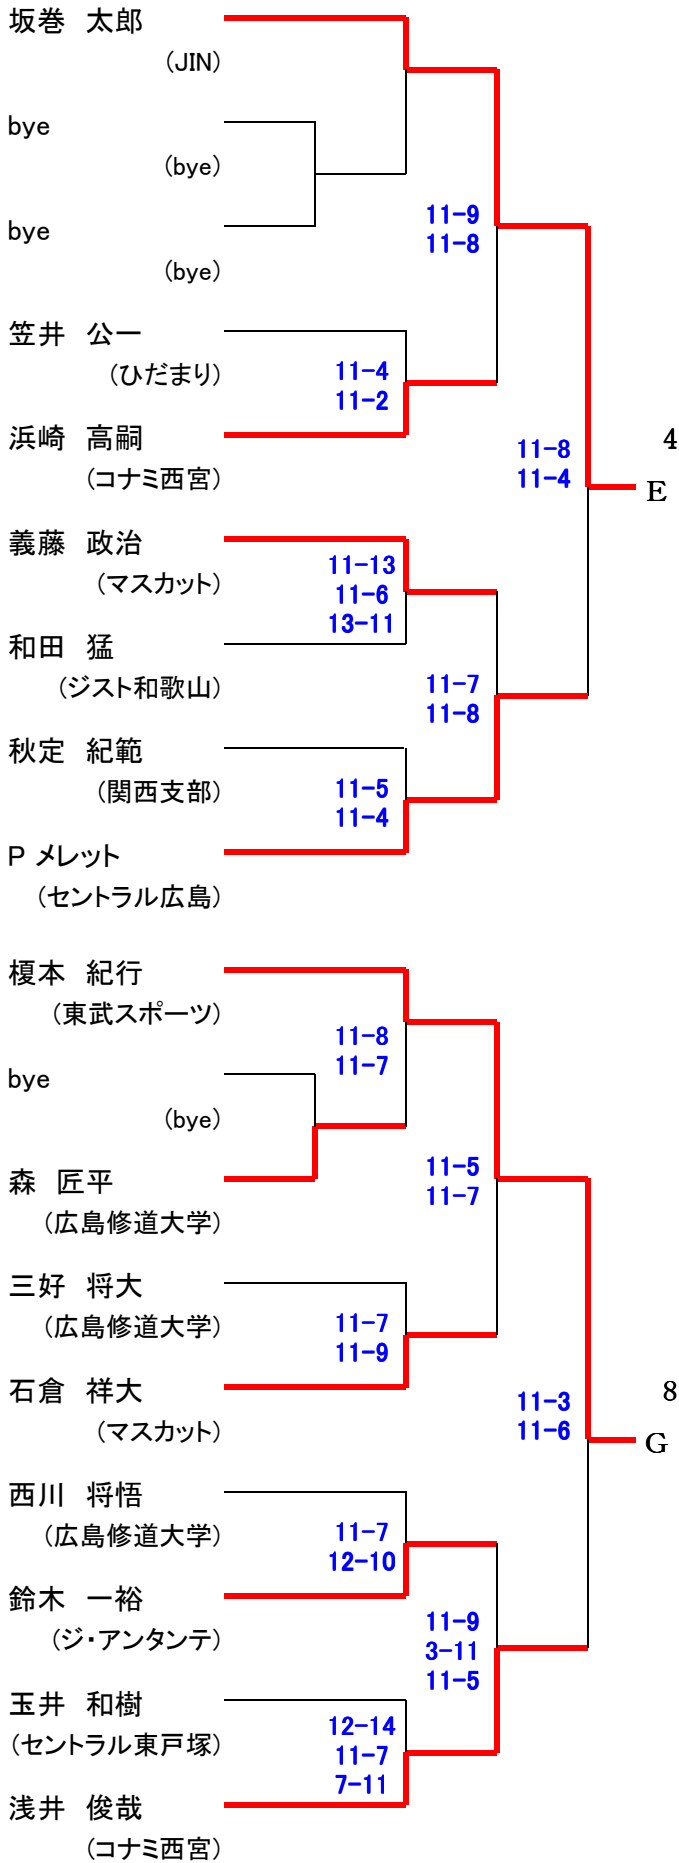 坂巻 太郎
(JIN)
bye
(bye)
11-9
bye
11-8
(bye)
笠井 公一
(ひだまり)
11-4
11-2
浜崎 高嗣
4
11-8
(コナミ西宮)
11-4
E
義藤 政治
11-13
(マスカット)
11-6
13-11
和田 猛
(ジスト和歌山)
11-7
11-8
秋定 紀範
(関西支部)
11-5
11-4
P メレット
(セントラル広島)
榎本 紀行
(東武スポーツ)
11-8
11-7
bye
(bye)
11-5
森 匠平
11-7
(広島修道大学)
三好 将大
(広島修道大学)
11-7
11-9
石倉 祥大
8
11-3
(マスカット)
11-6
G
西川 将悟
(広島修道大学)
11-7
12-10
鈴木 一裕
11-9
(ジ・アンタンテ)
3-11
11-5
玉井 和樹
12-14
(セントラル東戸塚)
11-7
7-11
浅井 俊哉
(コナミ西宮)